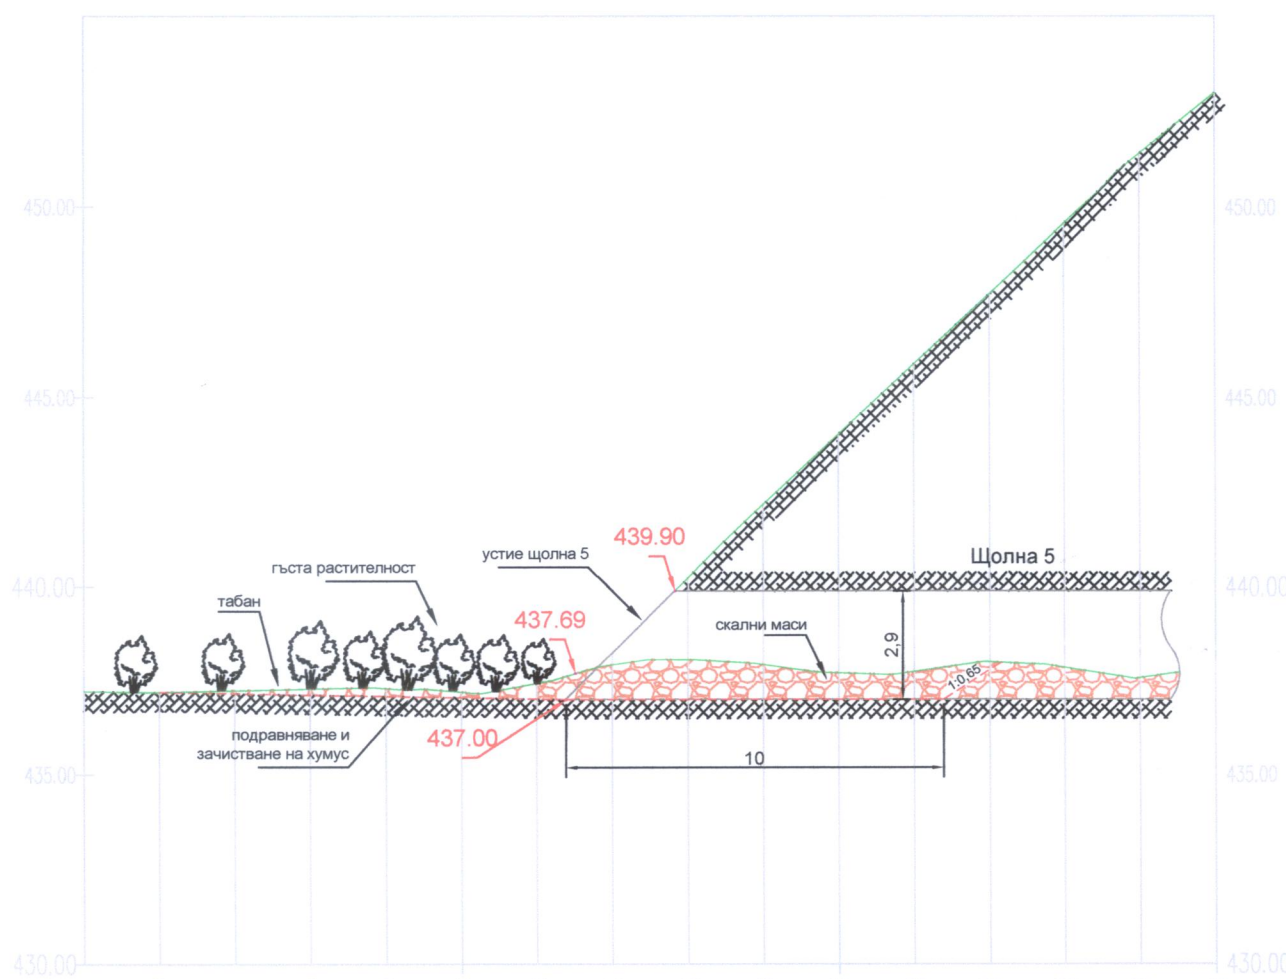 450.00
450.00
445.00
445.00
439.90
устие щолна 5
Щолна 5
гъста растителност
440.00
440.00
табан
437.69
скални маси
2,9
1:0,65
подравняване и
зачистване на хумус
437.00
10
435.00
435.00
430.00
430.00